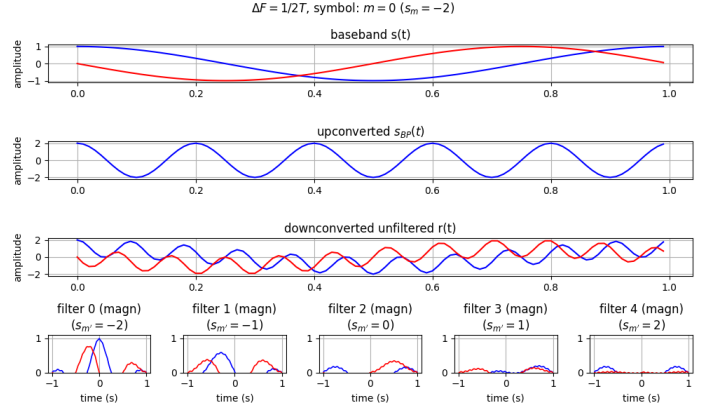 ΔF = 1/2T, symbol: m = 0 (sₘ = −2)
baseband s(t)
amplitude
1
0
−1
0.0 0.2 0.4 0.6 0.8 1.0
upconverted s_BP(t)
amplitude
2
0
−2
0.0 0.2 0.4 0.6 0.8 1.0
downconverted unfiltered r(t)
amplitude
2
0
−2
0.0 0.2 0.4 0.6 0.8 1.0
filter 0 (magn)
(s_m' = −2)
1
0
−1 0 1
time (s)
filter 1 (magn)
(s_m' = −1)
1
0
−1 0 1
time (s)
filter 2 (magn)
(s_m' = 0)
1
0
−1 0 1
time (s)
filter 3 (magn)
(s_m' = 1)
1
0
−1 0 1
time (s)
filter 4 (magn)
(s_m' = 2)
1
0
−1 0 1
time (s)